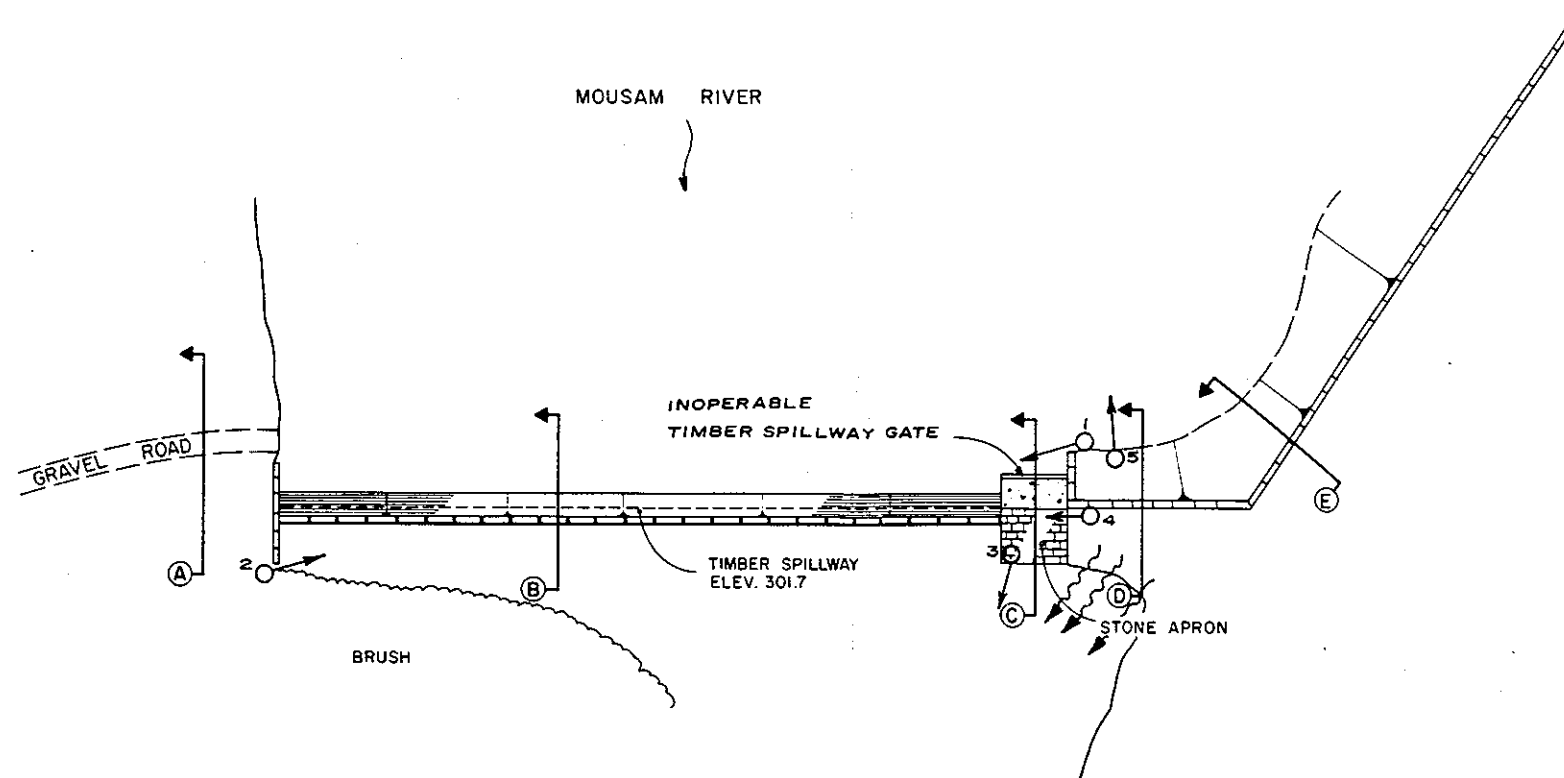 MOUSAM RIVER
INOPERABLE
TIMBER SPILLWAY GATE
GRAVEL ROAD
1
5
E
4
2
A
B
TIMBER SPILLWAY
ELEV. 301.7
3
C
D
STONE APRON
BRUSH